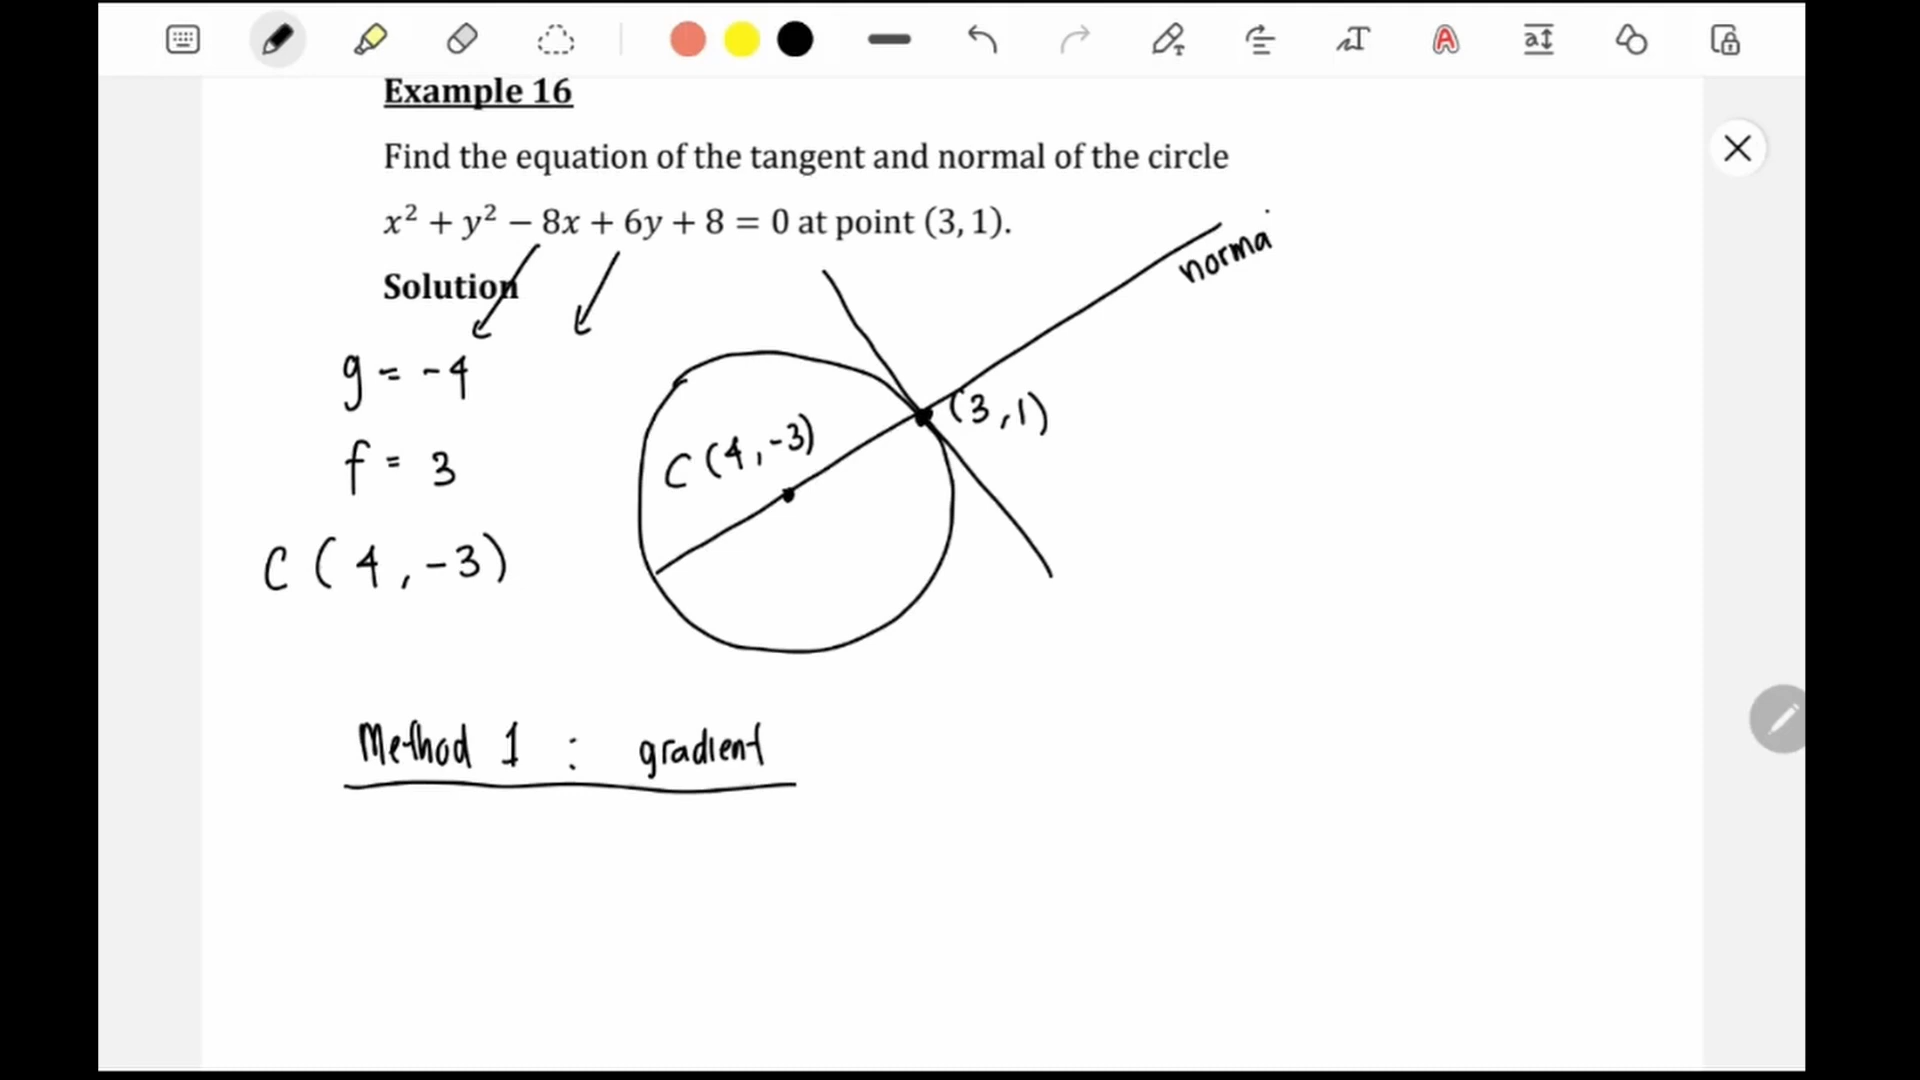 Example 16
Find the equation of the tangent and normal of the circle
x² + y² − 8x + 6y + 8 = 0 at point (3, 1).
Solution
norma
g = -4
(3,1)
C (4,-3)
f = 3
C (4,-3)
Method 1 : gradient